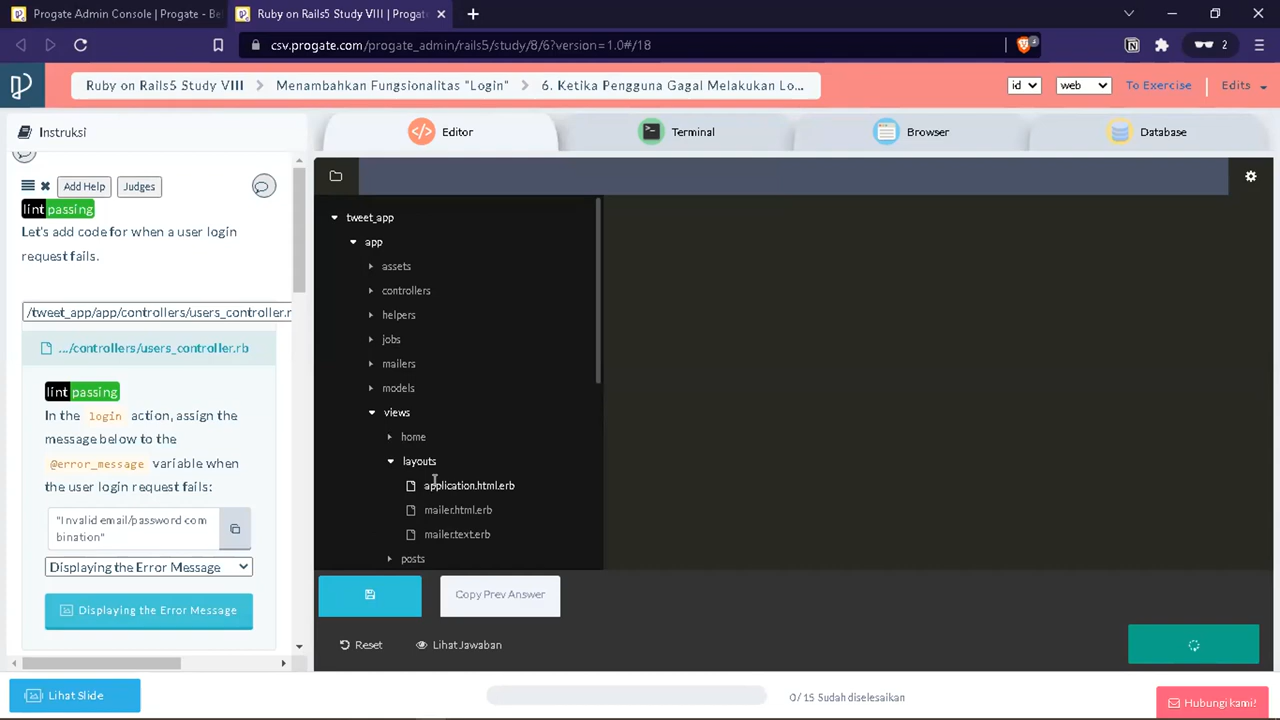 Progate Admin Console | Progate - Be
Ruby on Rails5 Study VIII | Progate
csv.progate.com/progate_admin/rails5/study/8/6?version=1.0#/18
2
Ruby on Rails5 Study VIII
Menambahkan Fungsionalitas "Login"
6. Ketika Pengguna Gagal Melakukan Lo...
id
web
To Exercise
Edits
Instruksi
Editor
Terminal
Browser
Database
Add Help
Judges
lint passing
Let's add code for when a user login
request fails.
/tweet_app/app/controllers/users_controller.r
.../controllers/users_controller.rb
lint passing
In the login action, assign the
message below to the
@error_message variable when
the user login request fails:
"Invalid email/password com
bination"
Displaying the Error Message
Displaying the Error Message
tweet_app
app
assets
controllers
helpers
jobs
mailers
models
views
home
layouts
application.html.erb
mailer.html.erb
mailer.text.erb
posts
Copy Prev Answer
Reset
Lihat Jawaban
Lihat Slide
0/15 Sudah diselesaikan
Hubungi kami!